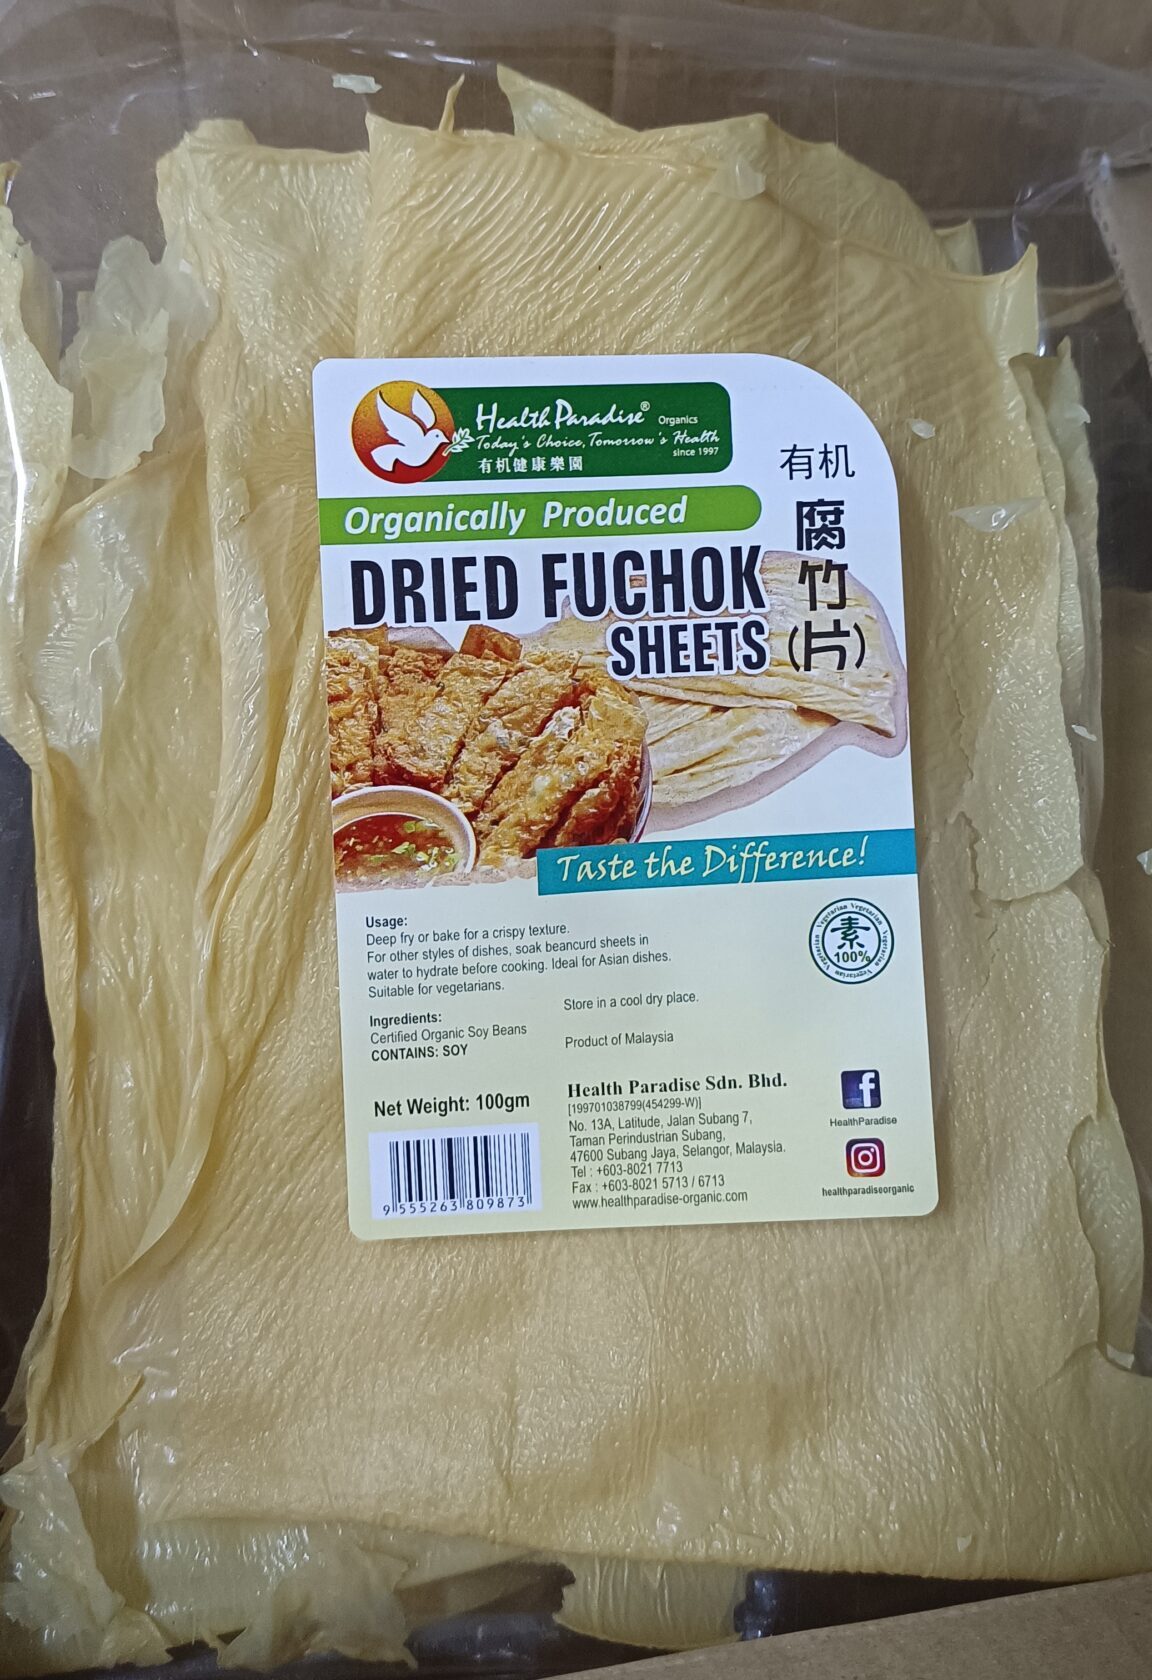 Health Paradise® Organics
Today's Choice, Tomorrow's Health
since 1997
有机健康樂園
有机
腐竹(片)
Organically Produced
DRIED FUCHOK
SHEETS
Taste the Difference!
Usage:
Deep fry or bake for a crispy texture.
For other styles of dishes, soak beancurd sheets in
water to hydrate before cooking. Ideal for Asian dishes.
Suitable for vegetarians.
Vegetarian Vegetarian Vegetarian Vegetarian Vegetarian
素
100%
Ingredients:
Certified Organic Soy Beans
CONTAINS: SOY
Store in a cool dry place.
Product of Malaysia
Net Weight: 100gm
9 555263 809873
Health Paradise Sdn. Bhd.
[199701038799(454299-W)]
No. 13A, Latitude, Jalan Subang 7,
Taman Perindustrian Subang,
47600 Subang Jaya, Selangor, Malaysia.
Tel : +603-8021 7713
Fax : +603-8021 5713 / 6713
www.healthparadise-organic.com
f
HealthParadise
healthparadiseorganic